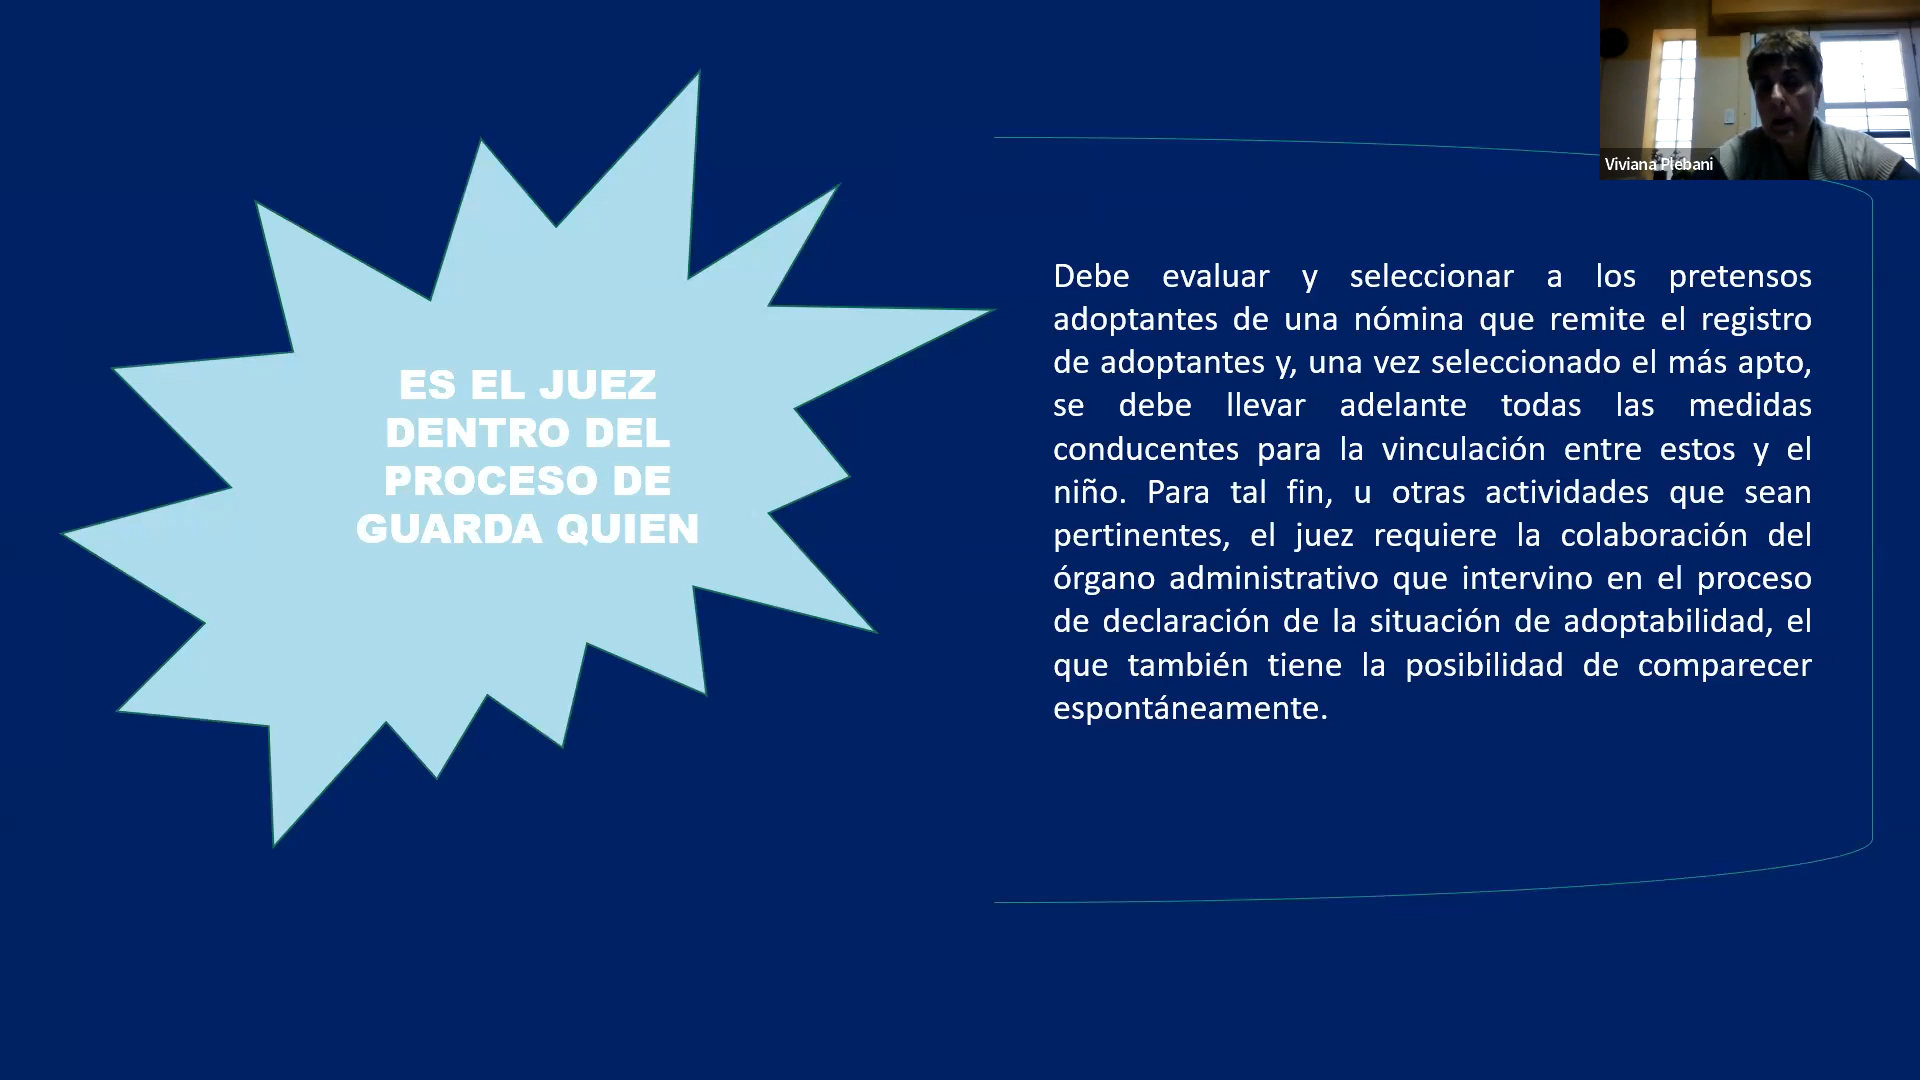 Viviana Plebani
ES EL JUEZ
DENTRO DEL
PROCESO DE
GUARDA QUIEN
Debe evaluar y seleccionar a los pretensos
adoptantes de una nómina que remite el registro
de adoptantes y, una vez seleccionado el más apto,
se debe llevar adelante todas las medidas
conducentes para la vinculación entre estos y el
niño. Para tal fin, u otras actividades que sean
pertinentes, el juez requiere la colaboración del
órgano administrativo que intervino en el proceso
de declaración de la situación de adoptabilidad, el
que también tiene la posibilidad de comparecer
espontáneamente.